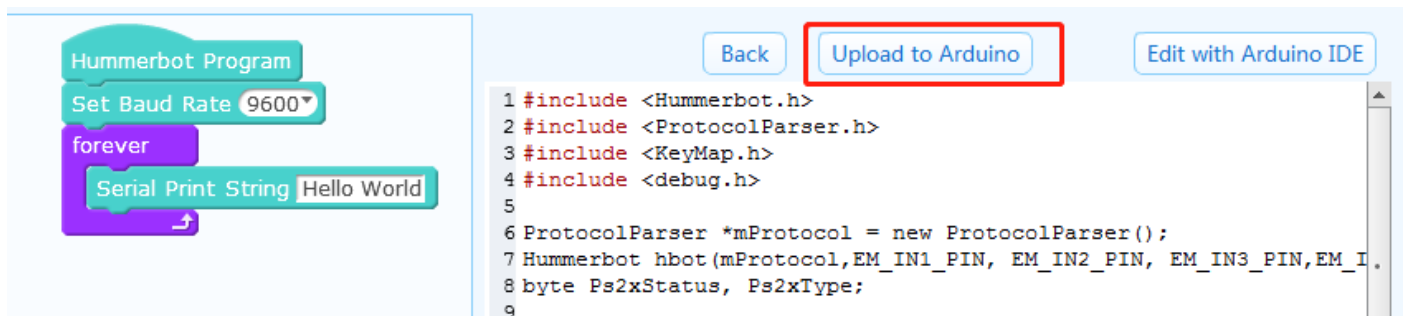 Hummerbot Program
Set Baud Rate 9600
forever
Serial Print String Hello World
Back Upload to Arduino Edit with Arduino IDE
1 #include <Hummerbot.h>
2 #include <ProtocolParser.h>
3 #include <KeyMap.h>
4 #include <debug.h>
5
6 ProtocolParser *mProtocol = new ProtocolParser();
7 Hummerbot hbot(mProtocol,EM_IN1_PIN, EM_IN2_PIN, EM_IN3_PIN,EM_I
8 byte Ps2xStatus, Ps2xType;
9